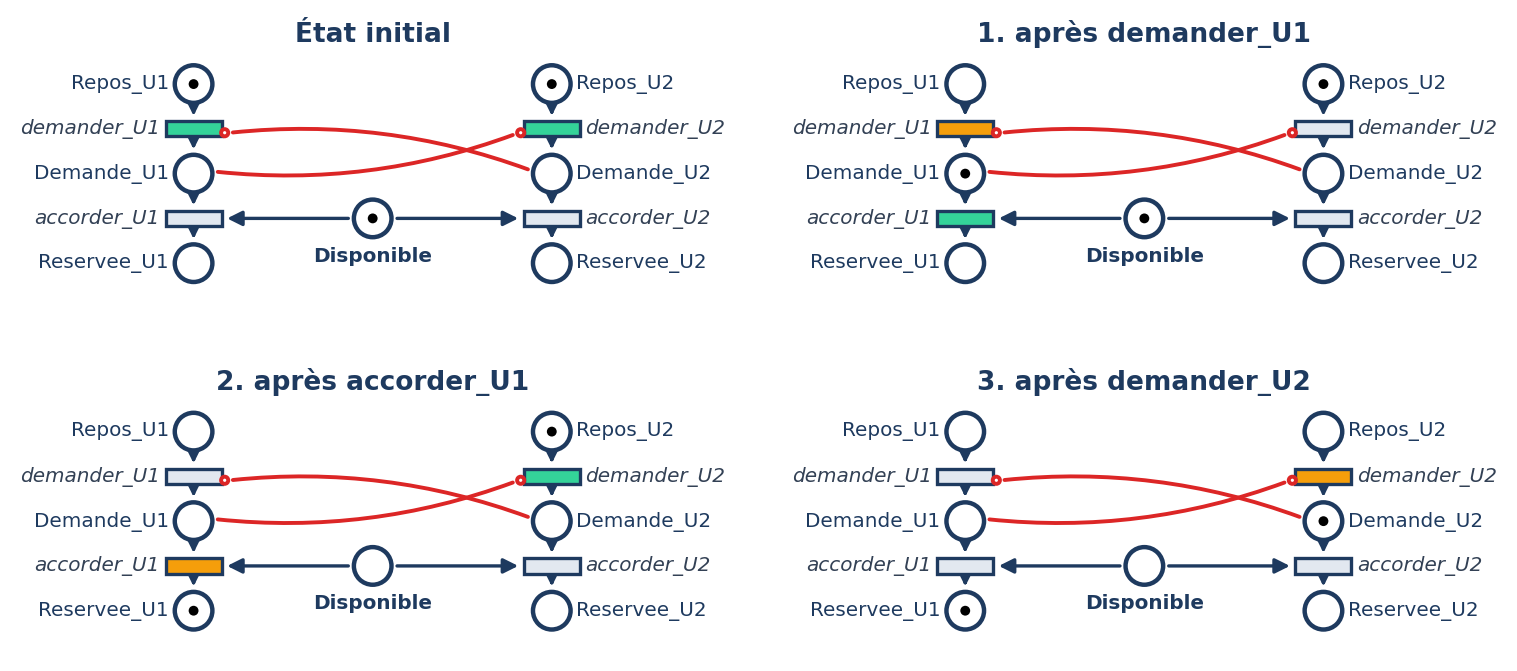 État initial
Repos_U1
Repos_U2
demander_U1
demander_U2
Demande_U1
Demande_U2
accorder_U1
accorder_U2
Disponible
Reservee_U1
Reservee_U2
1. après demander_U1
Repos_U1
Repos_U2
demander_U1
demander_U2
Demande_U1
Demande_U2
accorder_U1
accorder_U2
Disponible
Reservee_U1
Reservee_U2
2. après accorder_U1
Repos_U1
Repos_U2
demander_U1
demander_U2
Demande_U1
Demande_U2
accorder_U1
accorder_U2
Disponible
Reservee_U1
Reservee_U2
3. après demander_U2
Repos_U1
Repos_U2
demander_U1
demander_U2
Demande_U1
Demande_U2
accorder_U1
accorder_U2
Disponible
Reservee_U1
Reservee_U2